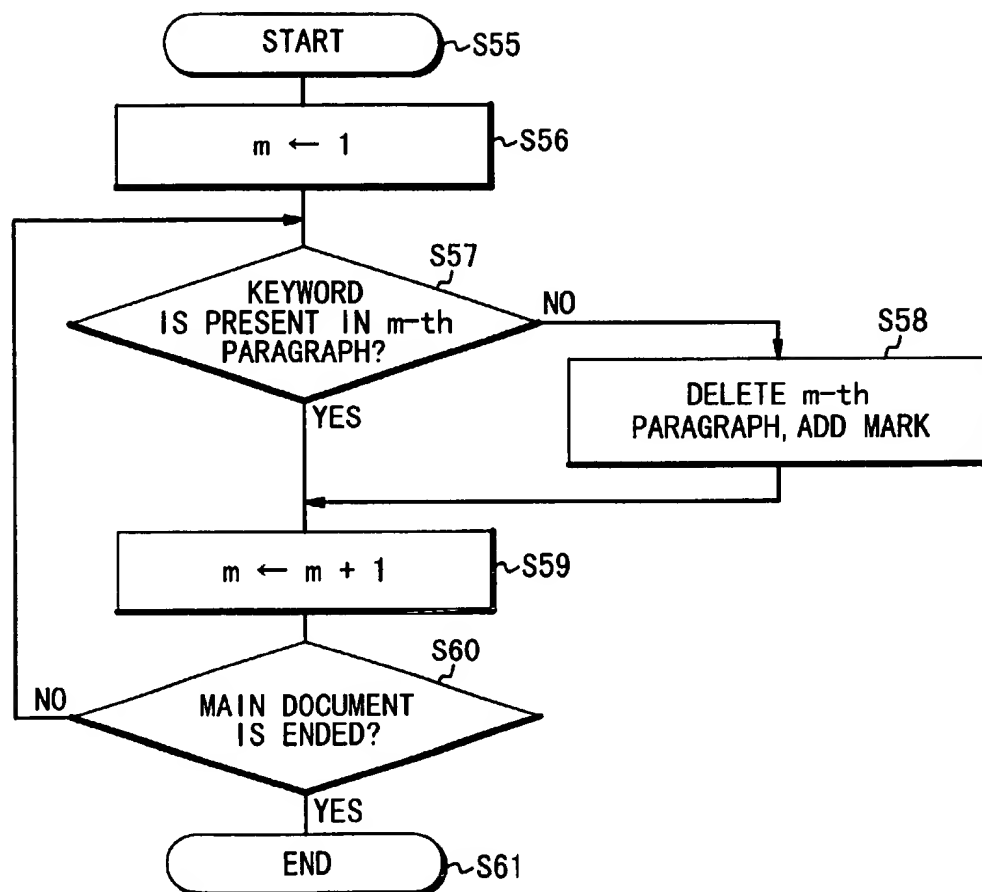 START
S55
m ← 1
S56
S57
KEYWORD
IS PRESENT IN m-th
PARAGRAPH?
NO
YES
S58
DELETE m-th
PARAGRAPH, ADD MARK
m ← m + 1
S59
S60
MAIN DOCUMENT
IS ENDED?
NO
YES
END
S61